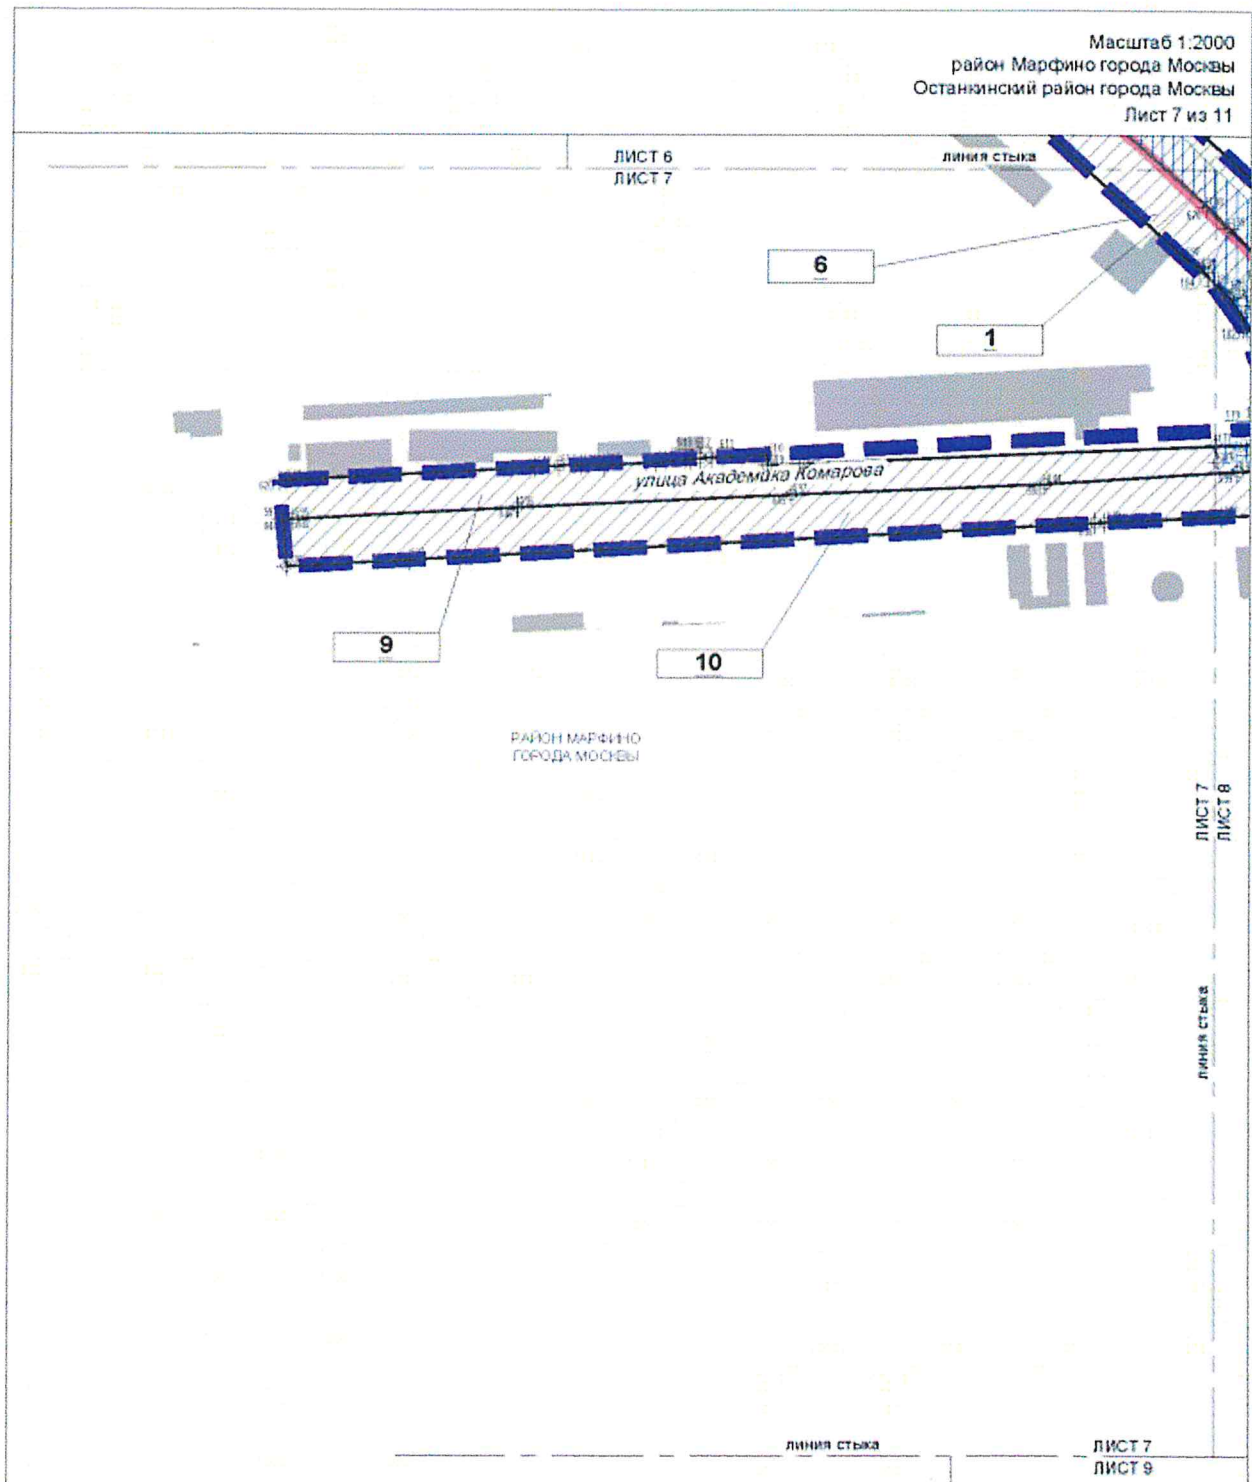 Масштаб 1:2000
район Марфино города Москвы
Останкинский район города Москвы
Лист 7 из 11
ЛИСТ 6
ЛИСТ 7
линия стыка
6
1
улица Академика Комарова
9
10
РАЙОН МАРФИНО
ГОРОДА МОСКВЫ
ЛИСТ 7
ЛИСТ 8
линия стыка
линия стыка
ЛИСТ 7
ЛИСТ 9